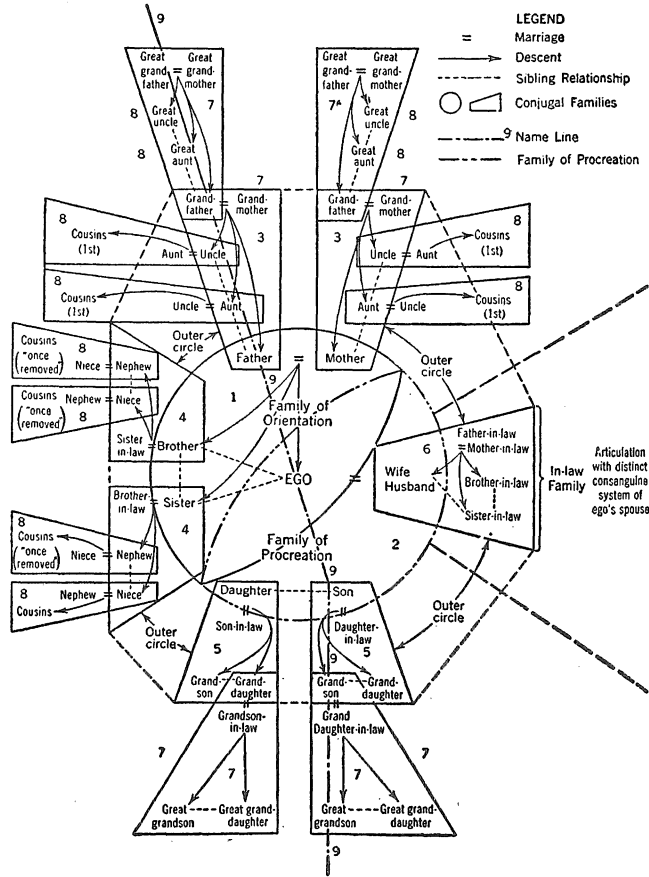 9
LEGEND
= Marriage
Descent
Sibling Relationship
Conjugal Families
9 Name Line
Family of Procreation
Great grand-father = Great grand-mother
7
Great uncle
8
Great aunt
8
7
Great grand-father = Great grand-mother
7
Great uncle
8
Great aunt
8
7
Grand-father = Grand-mother
3
Grand-father = Grand-mother
3
8
Cousins (1st)
Aunt = Uncle
8
Cousins (1st)
Uncle = Aunt
8
Uncle = Aunt
Cousins (1st)
8
Aunt = Uncle
Cousins (1st)
Outer circle
Father
=
Mother
Outer circle
9
Cousins ("once removed)
8
Niece = Nephew
Cousins ("once removed)
Nephew = Niece
8
4
1
Family of Orientation
Sister in-law = Brother
EGO
=
6
Father-in-law
= Mother-in-law
Wife
Husband
Brother-in-law
Sister-in-law
In-law Family
Articulation with distinct consanguine system of ego's spouse
Brother-in-law = Sister
4
8
Cousins ("once removed)
Niece = Nephew
8
Cousins
Nephew = Niece
Family of Procreation
2
9
Outer circle
Outer circle
Daughter
=
Son-in-law
5
Son
=
Daughter-in-law
9
5
Grand-son
Grand-daughter
=
Grandson-in-law
Grand-son
Grand-daughter
=
Grand Daughter-in-law
7
7
7
7
Great grandson
Great grand-daughter
Great grandson
Great grand-daughter
9